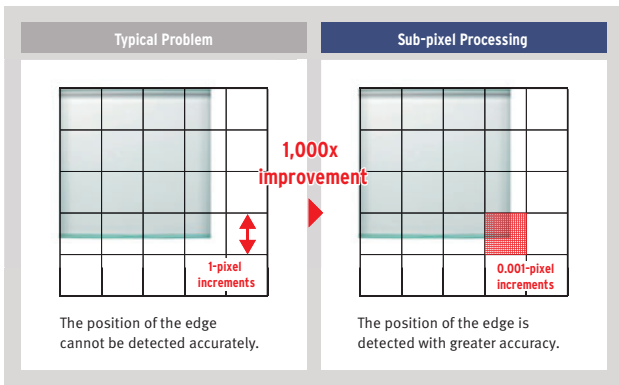 Typical Problem
Sub-pixel Processing
1,000x
improvement
1-pixel
increments
0.001-pixel
increments
The position of the edge
cannot be detected accurately.
The position of the edge is
detected with greater accuracy.